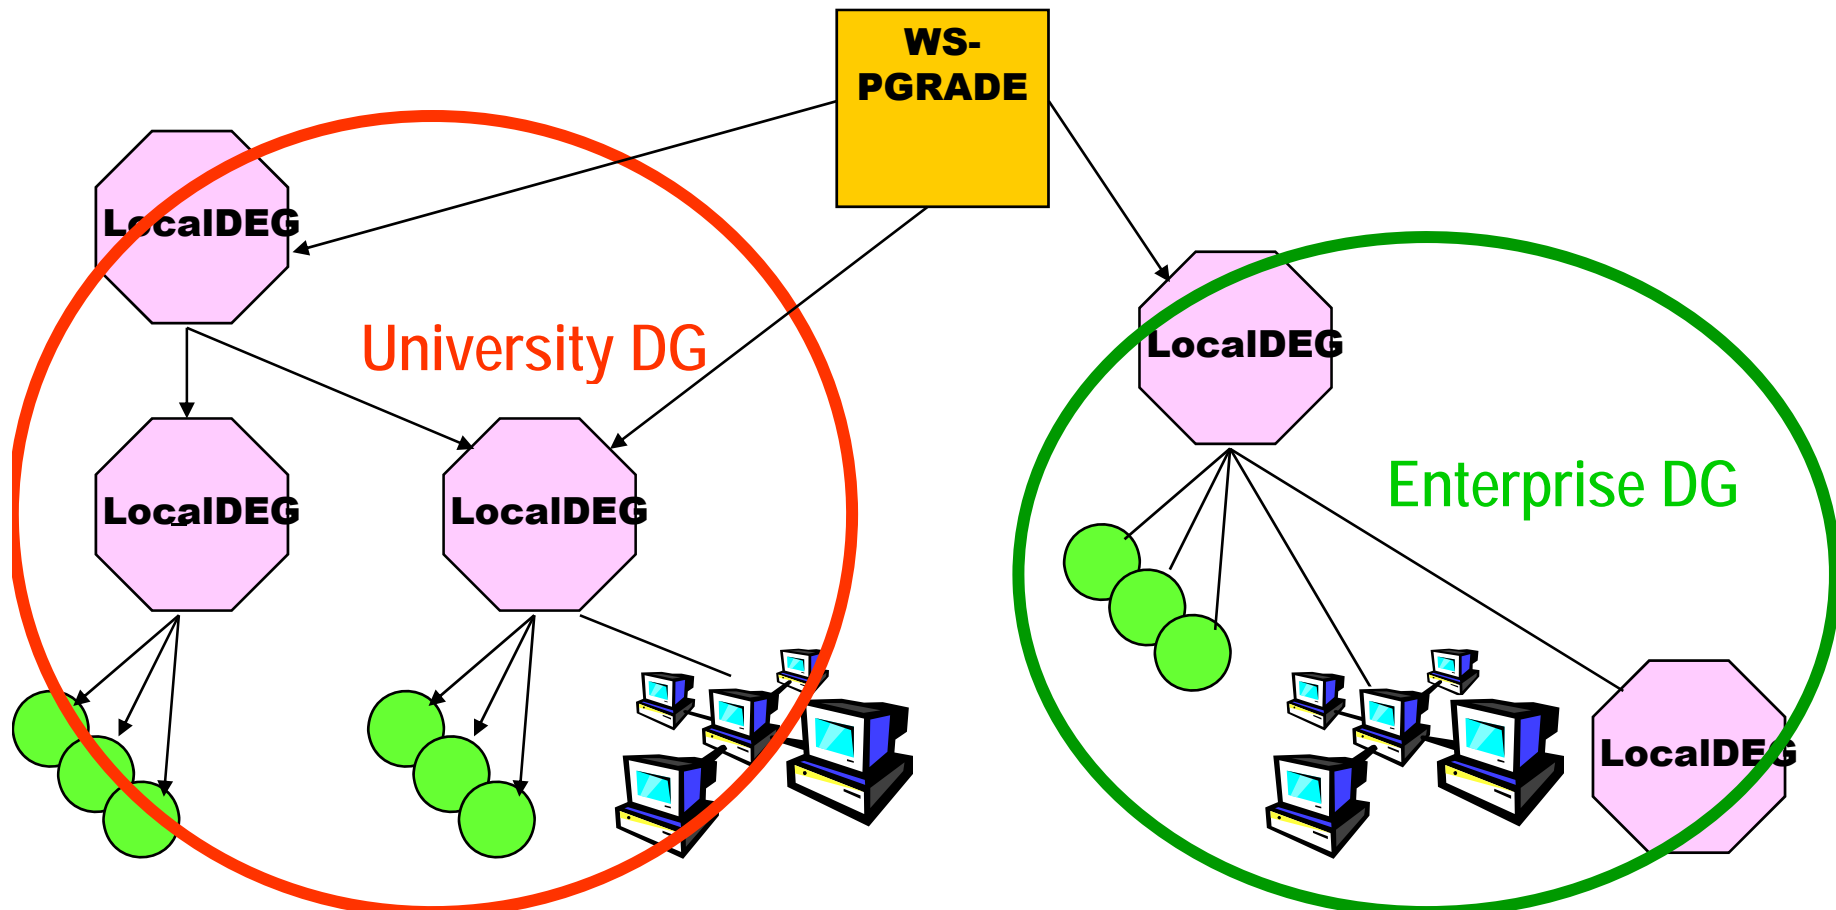 WS-
PGRADE
LocalDEG
University DG
LocalDEG
LocalDEG
LocalDEG
Enterprise DG
LocalDEG